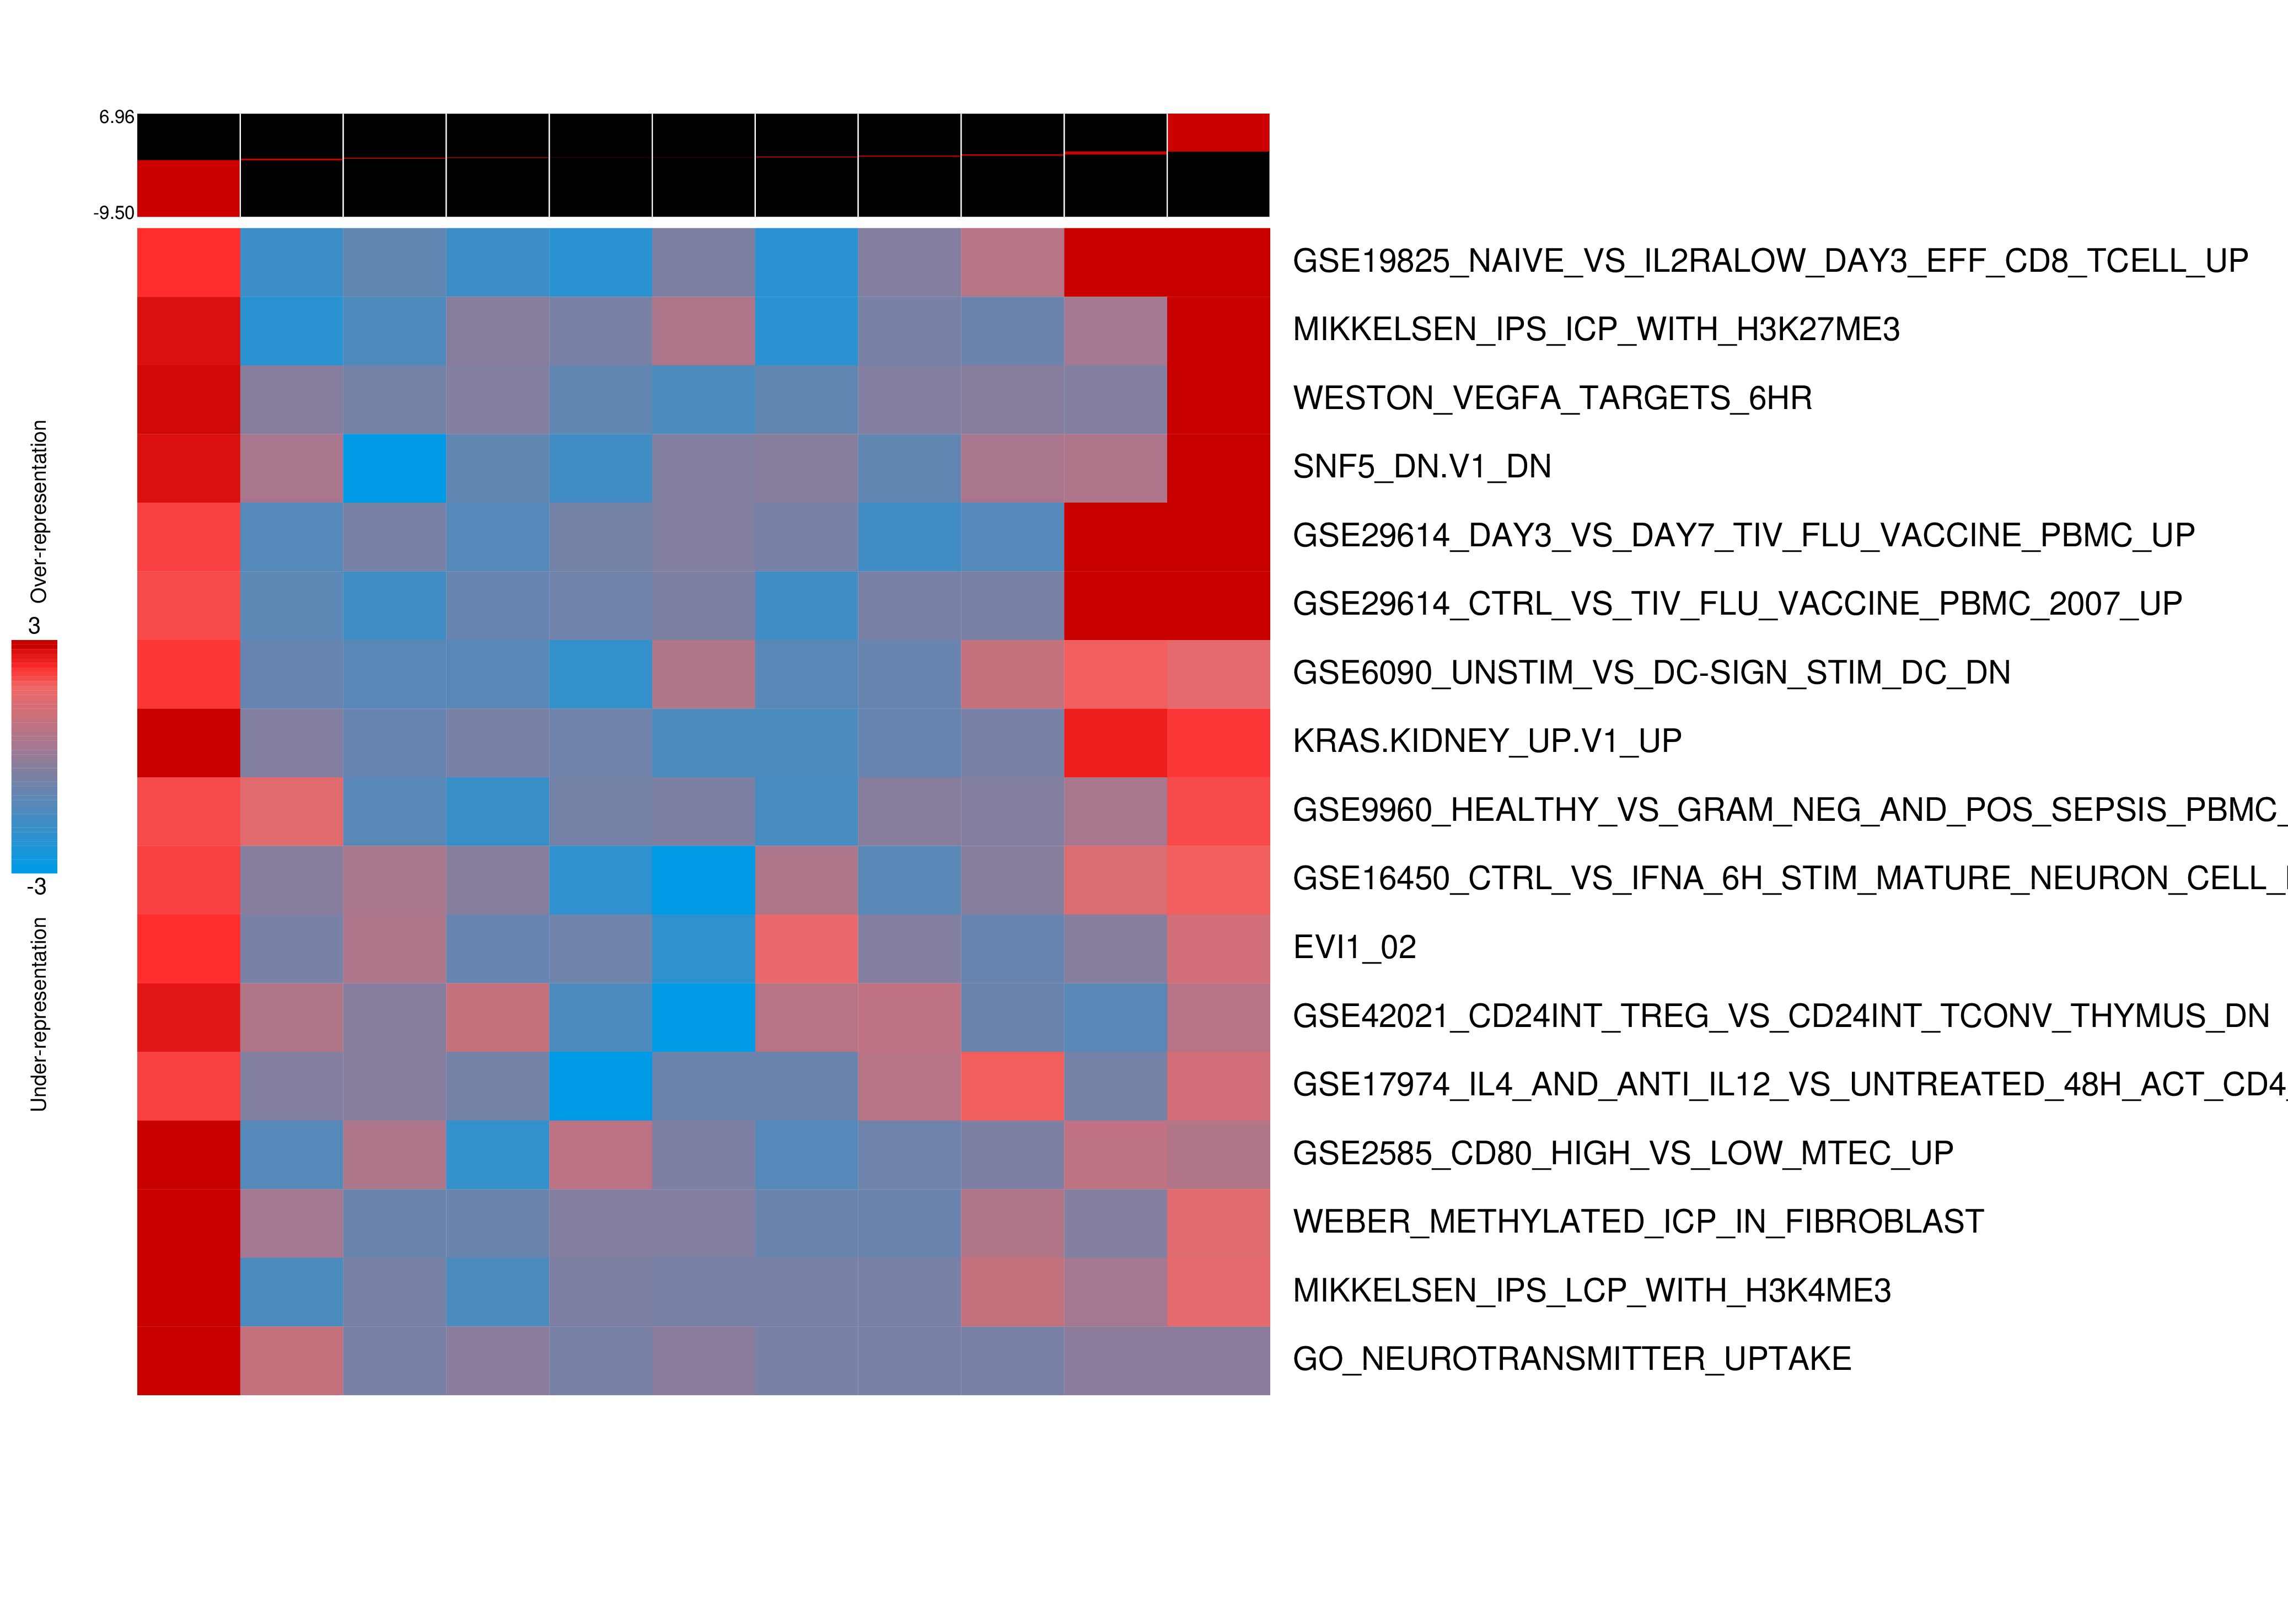 6.96
-9.50
GSE19825_NAIVE_VS_IL2RALOW_DAY3_EFF_CD8_TCELL_UP
MIKKELSEN_IPS_ICP_WITH_H3K27ME3
WESTON_VEGFA_TARGETS_6HR
SNF5_DN.V1_DN
GSE29614_DAY3_VS_DAY7_TIV_FLU_VACCINE_PBMC_UP
GSE29614_CTRL_VS_TIV_FLU_VACCINE_PBMC_2007_UP
GSE6090_UNSTIM_VS_DC-SIGN_STIM_DC_DN
KRAS.KIDNEY_UP.V1_UP
GSE9960_HEALTHY_VS_GRAM_NEG_AND_POS_SEPSIS_PBMC_
GSE16450_CTRL_VS_IFNA_6H_STIM_MATURE_NEURON_CELL_
EVI1_02
GSE42021_CD24INT_TREG_VS_CD24INT_TCONV_THYMUS_DN
GSE17974_IL4_AND_ANTI_IL12_VS_UNTREATED_48H_ACT_CD4_
GSE2585_CD80_HIGH_VS_LOW_MTEC_UP
WEBER_METHYLATED_ICP_IN_FIBROBLAST
MIKKELSEN_IPS_LCP_WITH_H3K4ME3
GO_NEUROTRANSMITTER_UPTAKE
Over-representation
3
-3
Under-representation